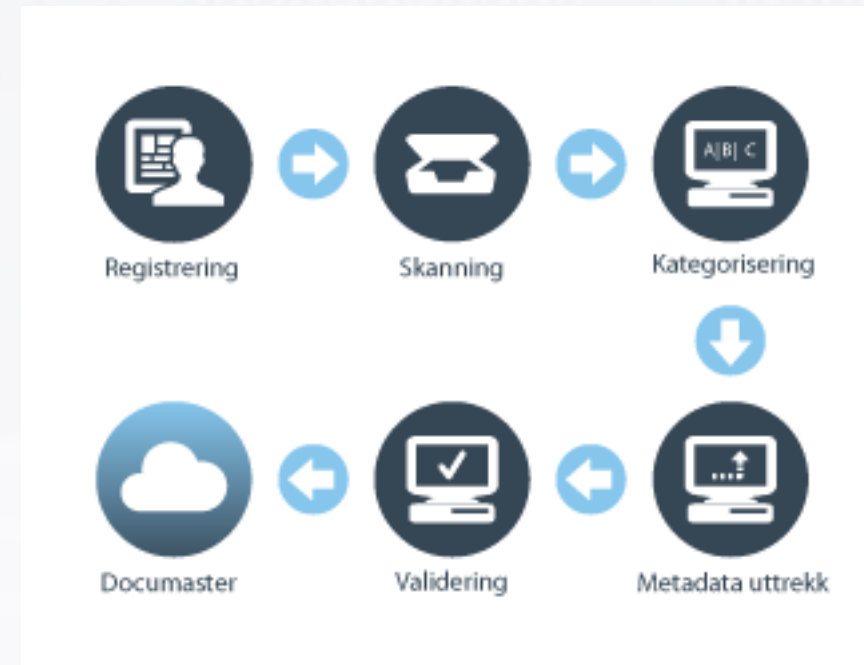 Registrering
Skanning
A|B| C
Kategorisering
Documaster
Validering
Metadata uttrekk